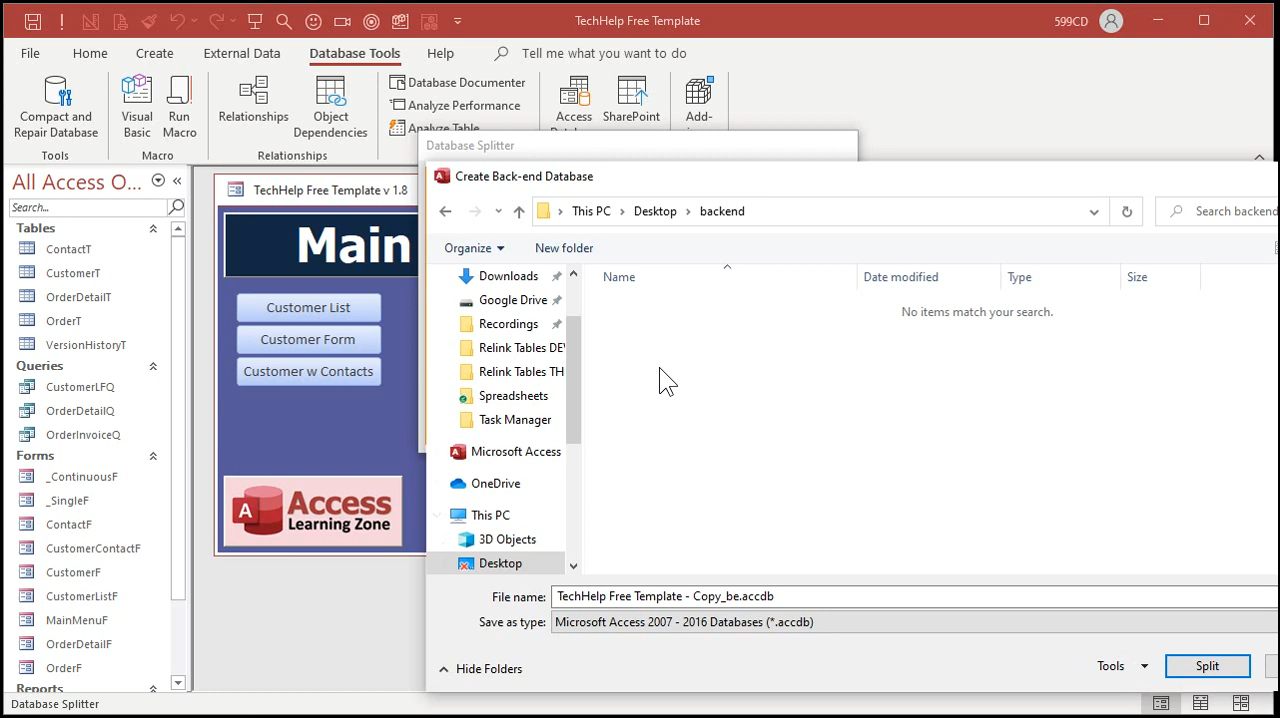 TechHelp Free Template
599CD
File
Home
Create
External Data
Database Tools
Help
Tell me what you want to do
Compact and
Repair Database
Visual
Basic
Run
Macro
Relationships
Object
Dependencies
Database Documenter
Analyze Performance
Analyze Table
Access
SharePoint
Add-
Tools
Macro
Relationships
All Access O...
Search...
Tables
ContactT
CustomerT
OrderDetailT
OrderT
VersionHistoryT
Queries
CustomerLFQ
OrderDetailQ
OrderInvoiceQ
Forms
_ContinuousF
_SingleF
ContactF
CustomerContactF
CustomerF
CustomerListF
MainMenuF
OrderDetailF
OrderF
Reports
TechHelp Free Template v 1.8
Main
Customer List
Customer Form
Customer w Contacts
A
Access
Learning Zone
Database Splitter
Create Back-end Database
This PC
Desktop
backend
Search backend
Organize
New folder
Downloads
Google Drive
Recordings
Relink Tables DE
Relink Tables TH
Spreadsheets
Task Manager
Microsoft Access
OneDrive
This PC
3D Objects
Desktop
Name
Date modified
Type
Size
No items match your search.
File name: TechHelp Free Template - Copy_be.accdb
Save as type: Microsoft Access 2007 - 2016 Databases (*.accdb)
Hide Folders
Tools
Split
Database Splitter